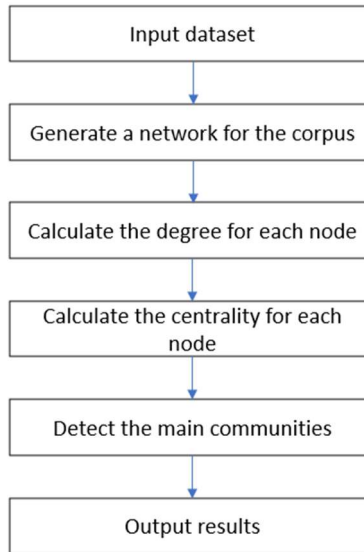 Input dataset
Generate a network for the corpus
Calculate the degree for each node
Calculate the centrality for each
node
Detect the main communities
Output results